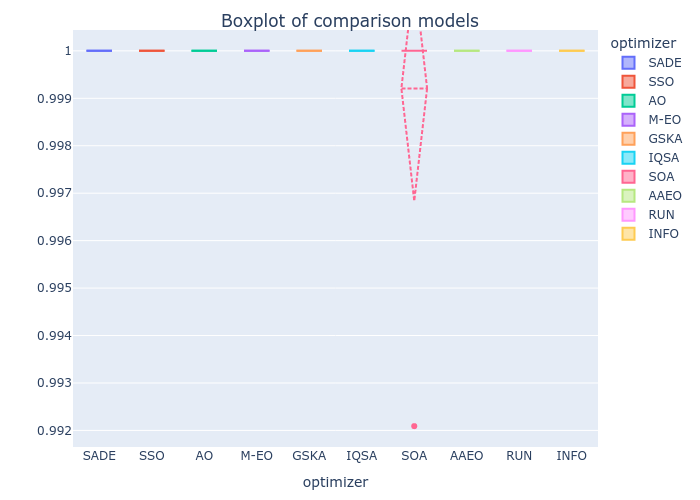 Boxplot of comparison models
optimizer
SADE
SSO
AO
M-EO
GSKA
IQSA
SOA
AAEO
RUN
INFO
1
0.999
0.998
0.997
0.996
0.995
0.994
0.993
0.992
SADE SSO AO M-EO GSKA IQSA SOA AAEO RUN INFO
optimizer